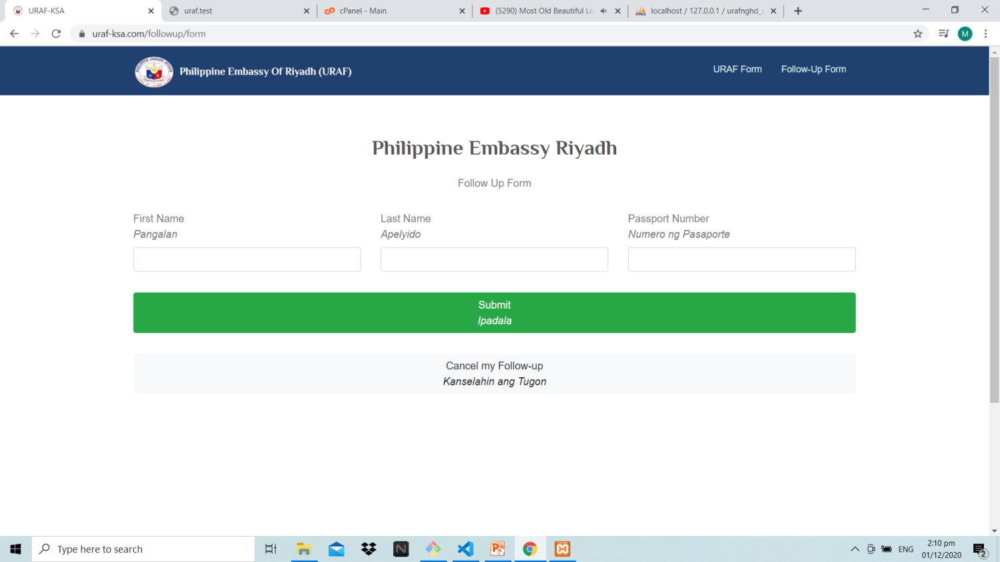 URAF-KSA
uraf.test
cPanel - Main
(5290) Most Old Beautiful Lo
localhost / 127.0.0.1 / urafnghd_
uraf-ksa.com/followup/form
M
Philippine Embassy Of Riyadh (URAF)
URAF Form
Follow-Up Form
Philippine Embassy Riyadh
Follow Up Form
First Name
Pangalan
Last Name
Apelyido
Passport Number
Numero ng Pasaporte
Submit
Ipadala
Cancel my Follow-up
Kanselahin ang Tugon
Type here to search
ENG
2:10 pm
01/12/2020
2